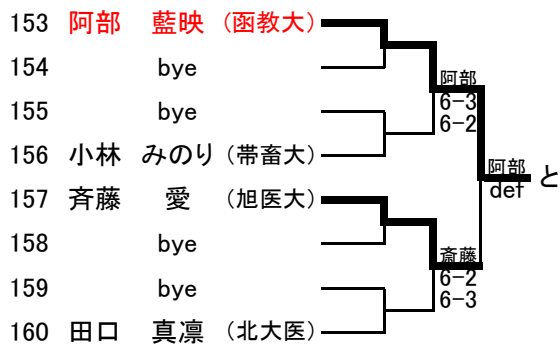 153 阿部 藍映 (函教大)
154 bye
阿部
6-3
155 bye
6-2
156 小林 みのり (帯畜大)
阿部
def
と
157 斉藤 愛 (旭医大)
158 bye
斎藤
6-2
159 bye
6-3
160 田口 真凛 (北大医)